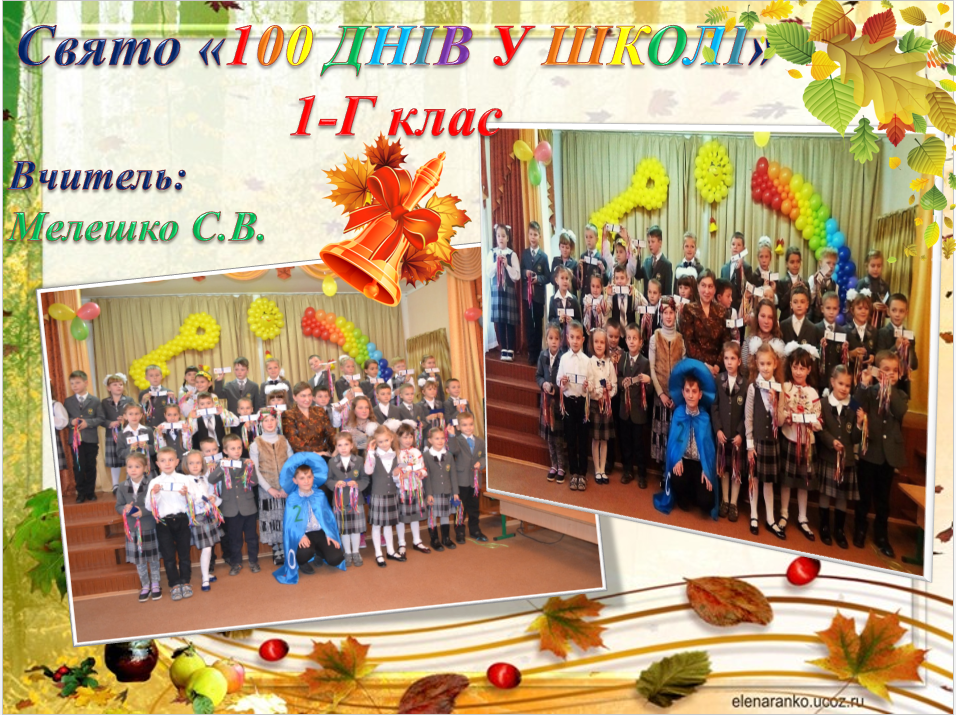 Свято «100 ДНІВ У ШКОЛІ»
1-Г клас
Вчитель:
Мелешко С.В.
elenaranko.ucoz.ru